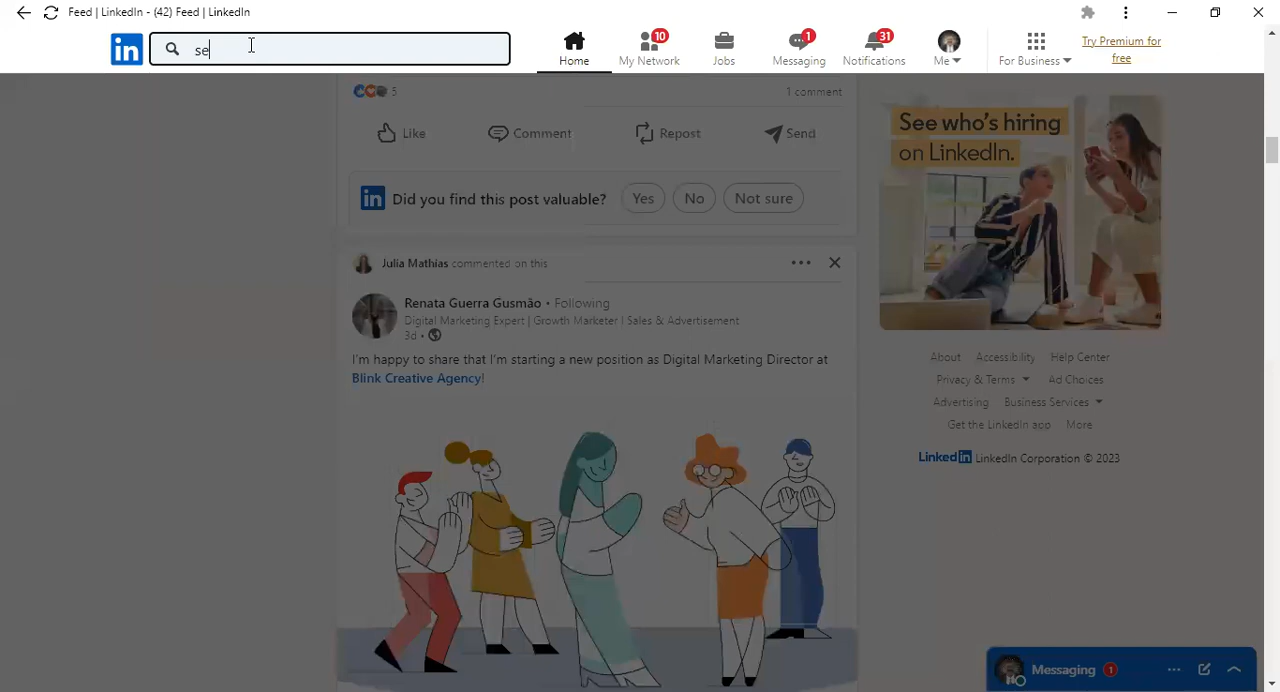 Feed | LinkedIn - (42) Feed | LinkedIn
in
se
Home
10
My Network
Jobs
1
Messaging
31
Notifications
Me
For Business
Try Premium for
free
5
1 comment
Like
Comment
Repost
Send
in
Did you find this post valuable?
Yes
No
Not sure
Julia Mathias commented on this
Renata Guerra Gusmão • Following
Digital Marketing Expert | Growth Marketer | Sales & Advertisement
3d •
I'm happy to share that I'm starting a new position as Digital Marketing Director at
Blink Creative Agency!
See who's hiring
on LinkedIn.
About Accessibility Help Center
Privacy & Terms Ad Choices
Advertising Business Services
Get the LinkedIn app More
LinkedIn LinkedIn Corporation © 2023
Messaging 1